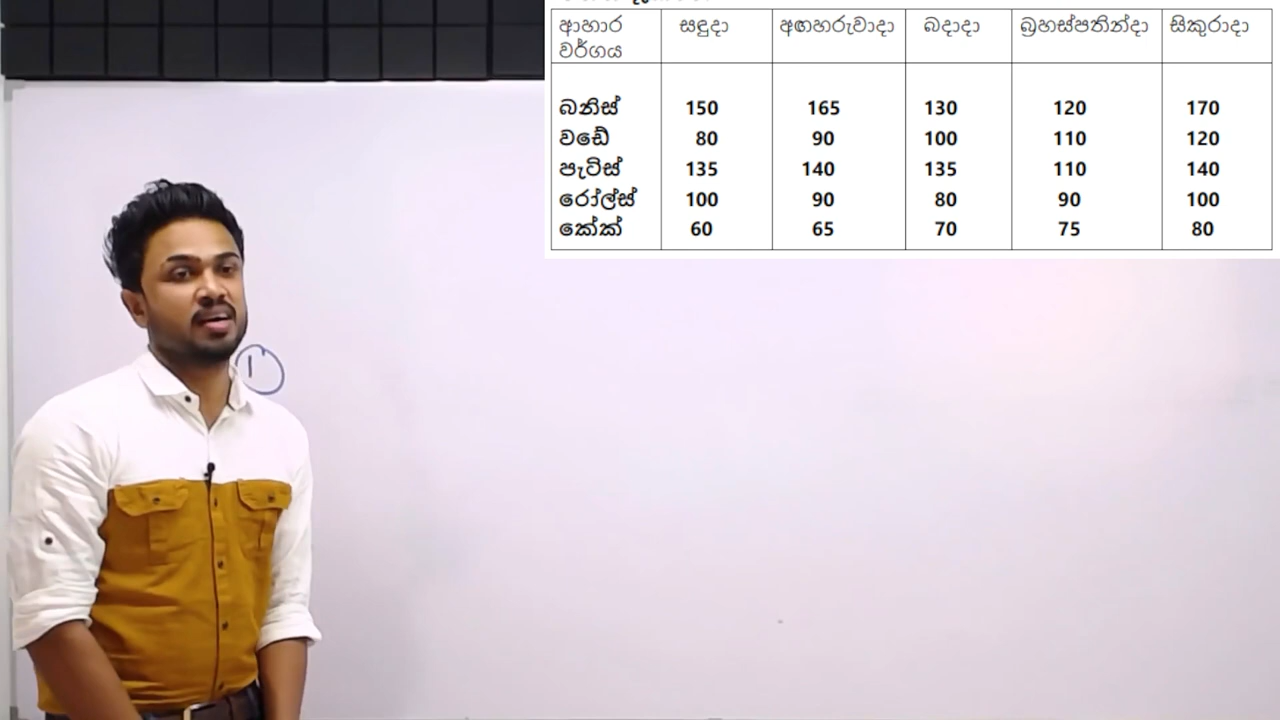 ආහාර වර්ගය සඳුදා අඟහරුවාදා බදාදා බ්‍රහස්පතින්දා සිකුරාදා
බනිස් 150 165 130 120 170
වඩේ 80 90 100 110 120
පැටිස් 135 140 135 110 140
රෝල්ස් 100 90 80 90 100
කේක් 60 65 70 75 80
1